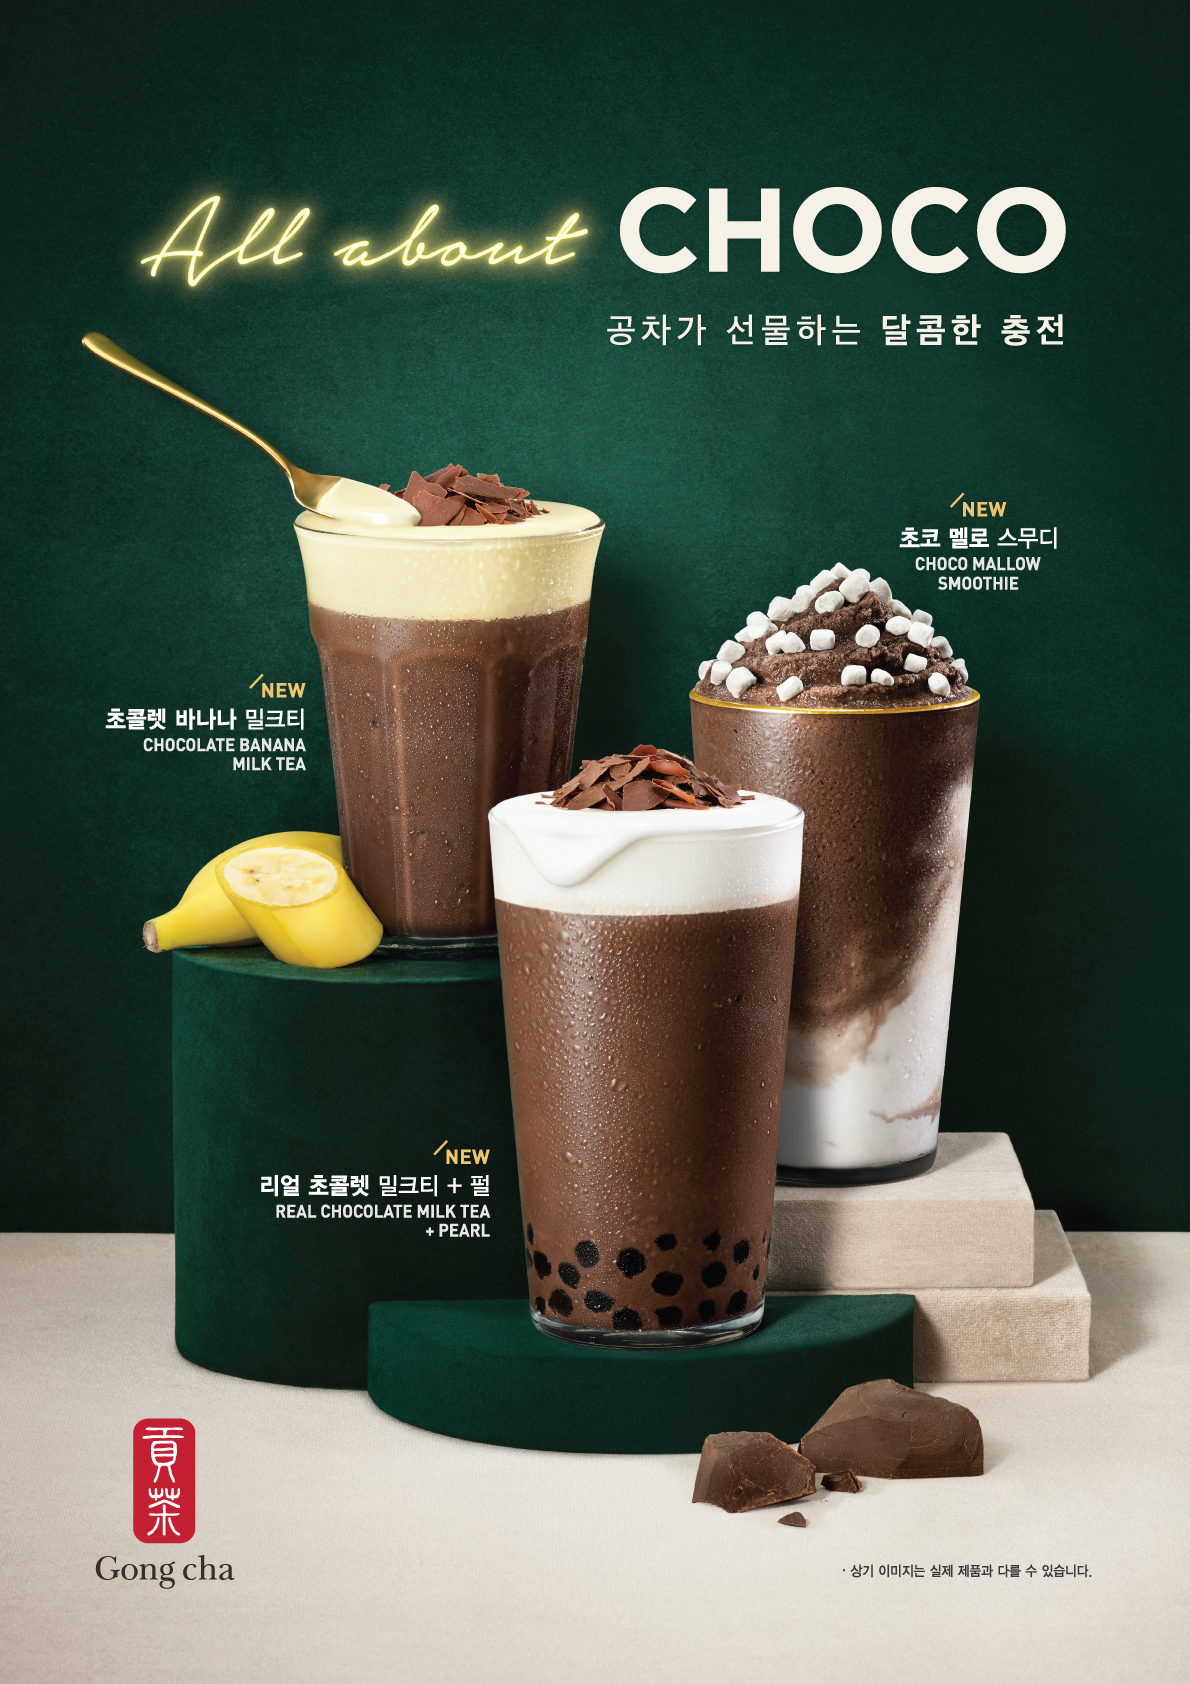 All about CHOCO
공차가 선물하는 달콤한 충전
NEW
초코 멜로 스무디
CHOCO MALLOW
SMOOTHIE
NEW
초콜렛 바나나 밀크티
CHOCOLATE BANANA
MILK TEA
NEW
리얼 초콜렛 밀크티 + 펄
REAL CHOCOLATE MILK TEA
+ PEARL
貢茶
Gong cha
· 상기 이미지는 실제 제품과 다를 수 있습니다.